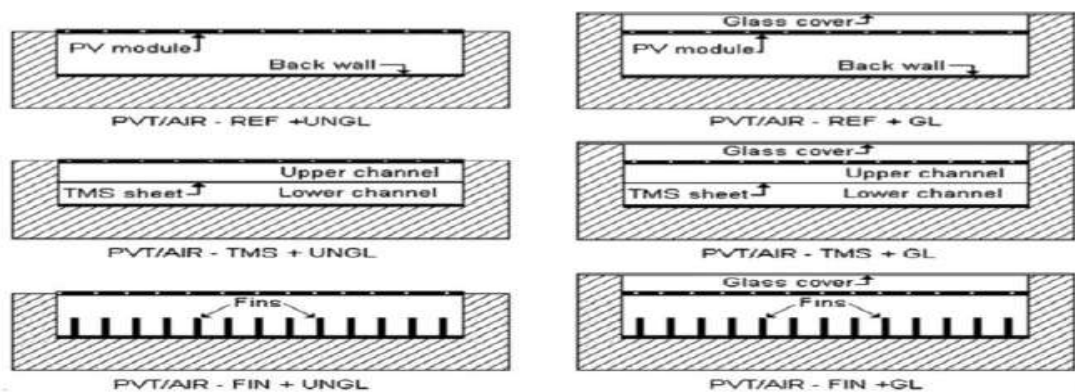 PV module
Back wall
PVT/AIR - REF +UNGL
Glass cover
PV module
Back wall
PVT/AIR - REF + GL
Upper channel
TMS sheet
Lower channel
PVT/AIR - TMS + UNGL
Glass cover
Upper channel
TMS sheet
Lower channel
PVT/AIR - TMS + GL
Fins
PVT/AIR - FIN + UNGL
Glass cover
Fins
PVT/AIR - FIN +GL